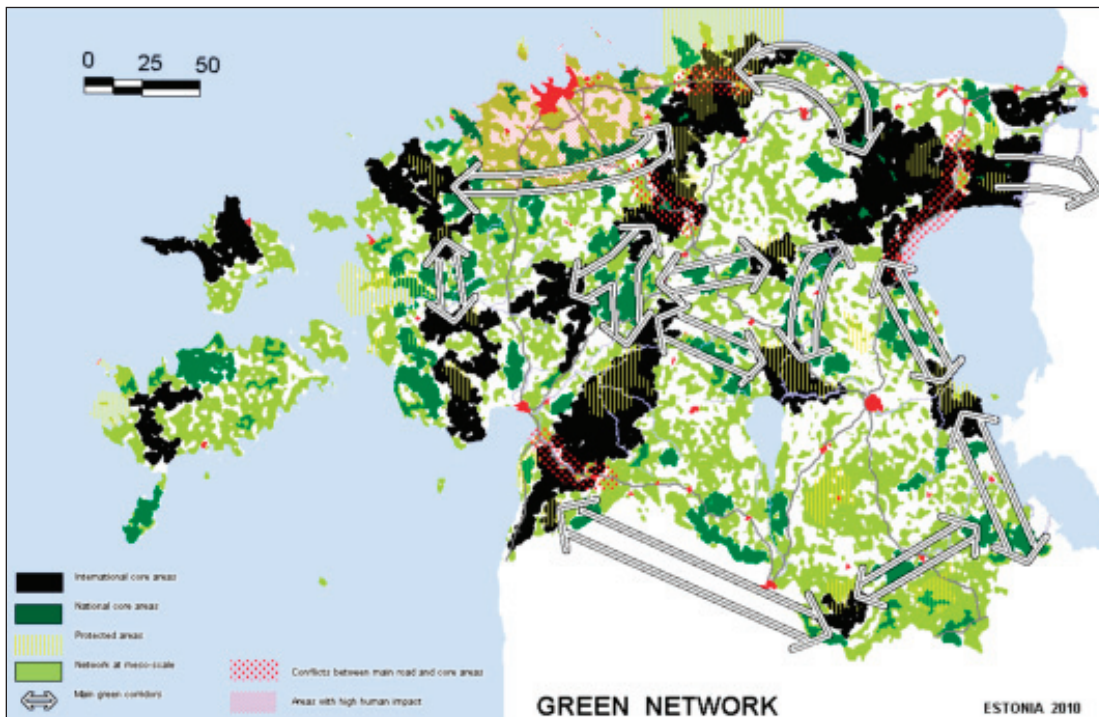 0 25 50
International core areas
National core areas
Protected areas
Network at meso-scale
Main green corridors
Conflicts between main road and core areas
Areas with high human impact
GREEN NETWORK
ESTONIA 2010